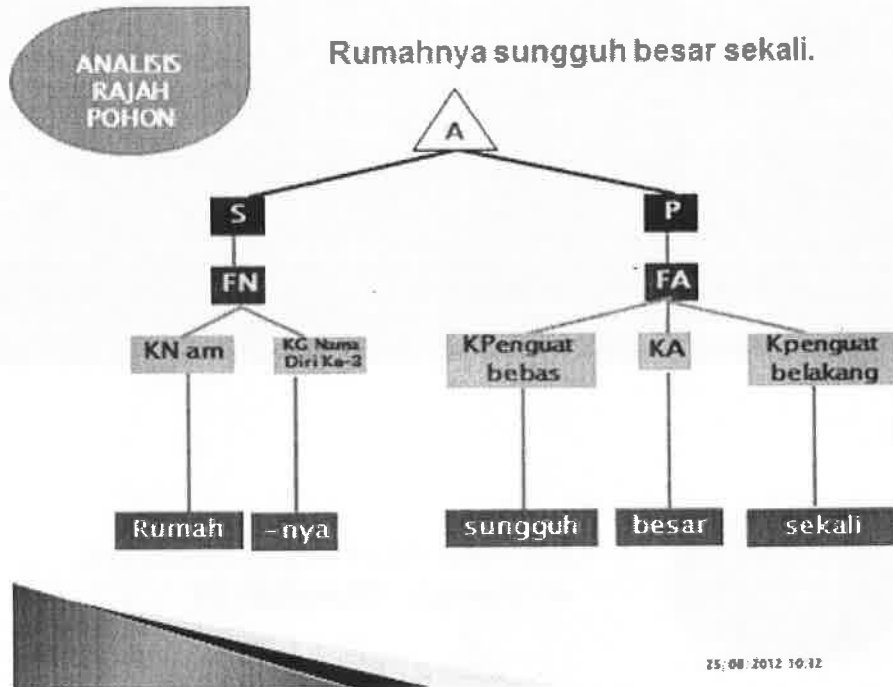 ANALISIS
RAJAH
POHON
Rumahnya sungguh besar sekali.
A
S
P
FN
FA
KN am
KG Nama
Diri Ke-3
KPenguat
bebas
KA
Kpenguat
belakang
Rumah
-nya
sungguh
besar
sekali
25/08/2012 10:32